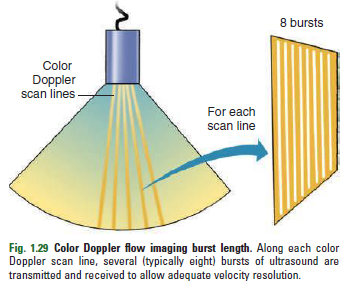 8 bursts
Color
Doppler
scan lines
For each
scan line
Fig. 1.29 Color Doppler flow imaging burst length. Along each color
Doppler scan line, several (typically eight) bursts of ultrasound are
transmitted and received to allow adequate velocity resolution.